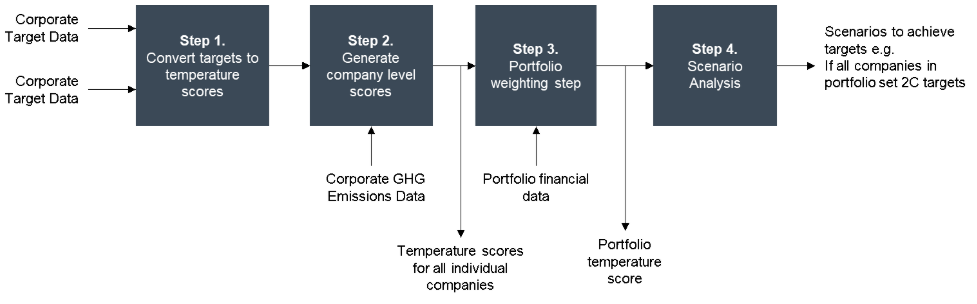 Corporate
Target Data
Corporate
Target Data
Step 1.
Convert targets to
temperature
scores
Step 2.
Generate
company level
scores
Step 3.
Portfolio
weighting step
Step 4.
Scenario
Analysis
Scenarios to achieve
targets e.g.
If all companies in
portfolio set 2C targets
Corporate GHG
Emissions Data
Portfolio financial
data
Temperature scores
for all individual
companies
Portfolio
temperature
score